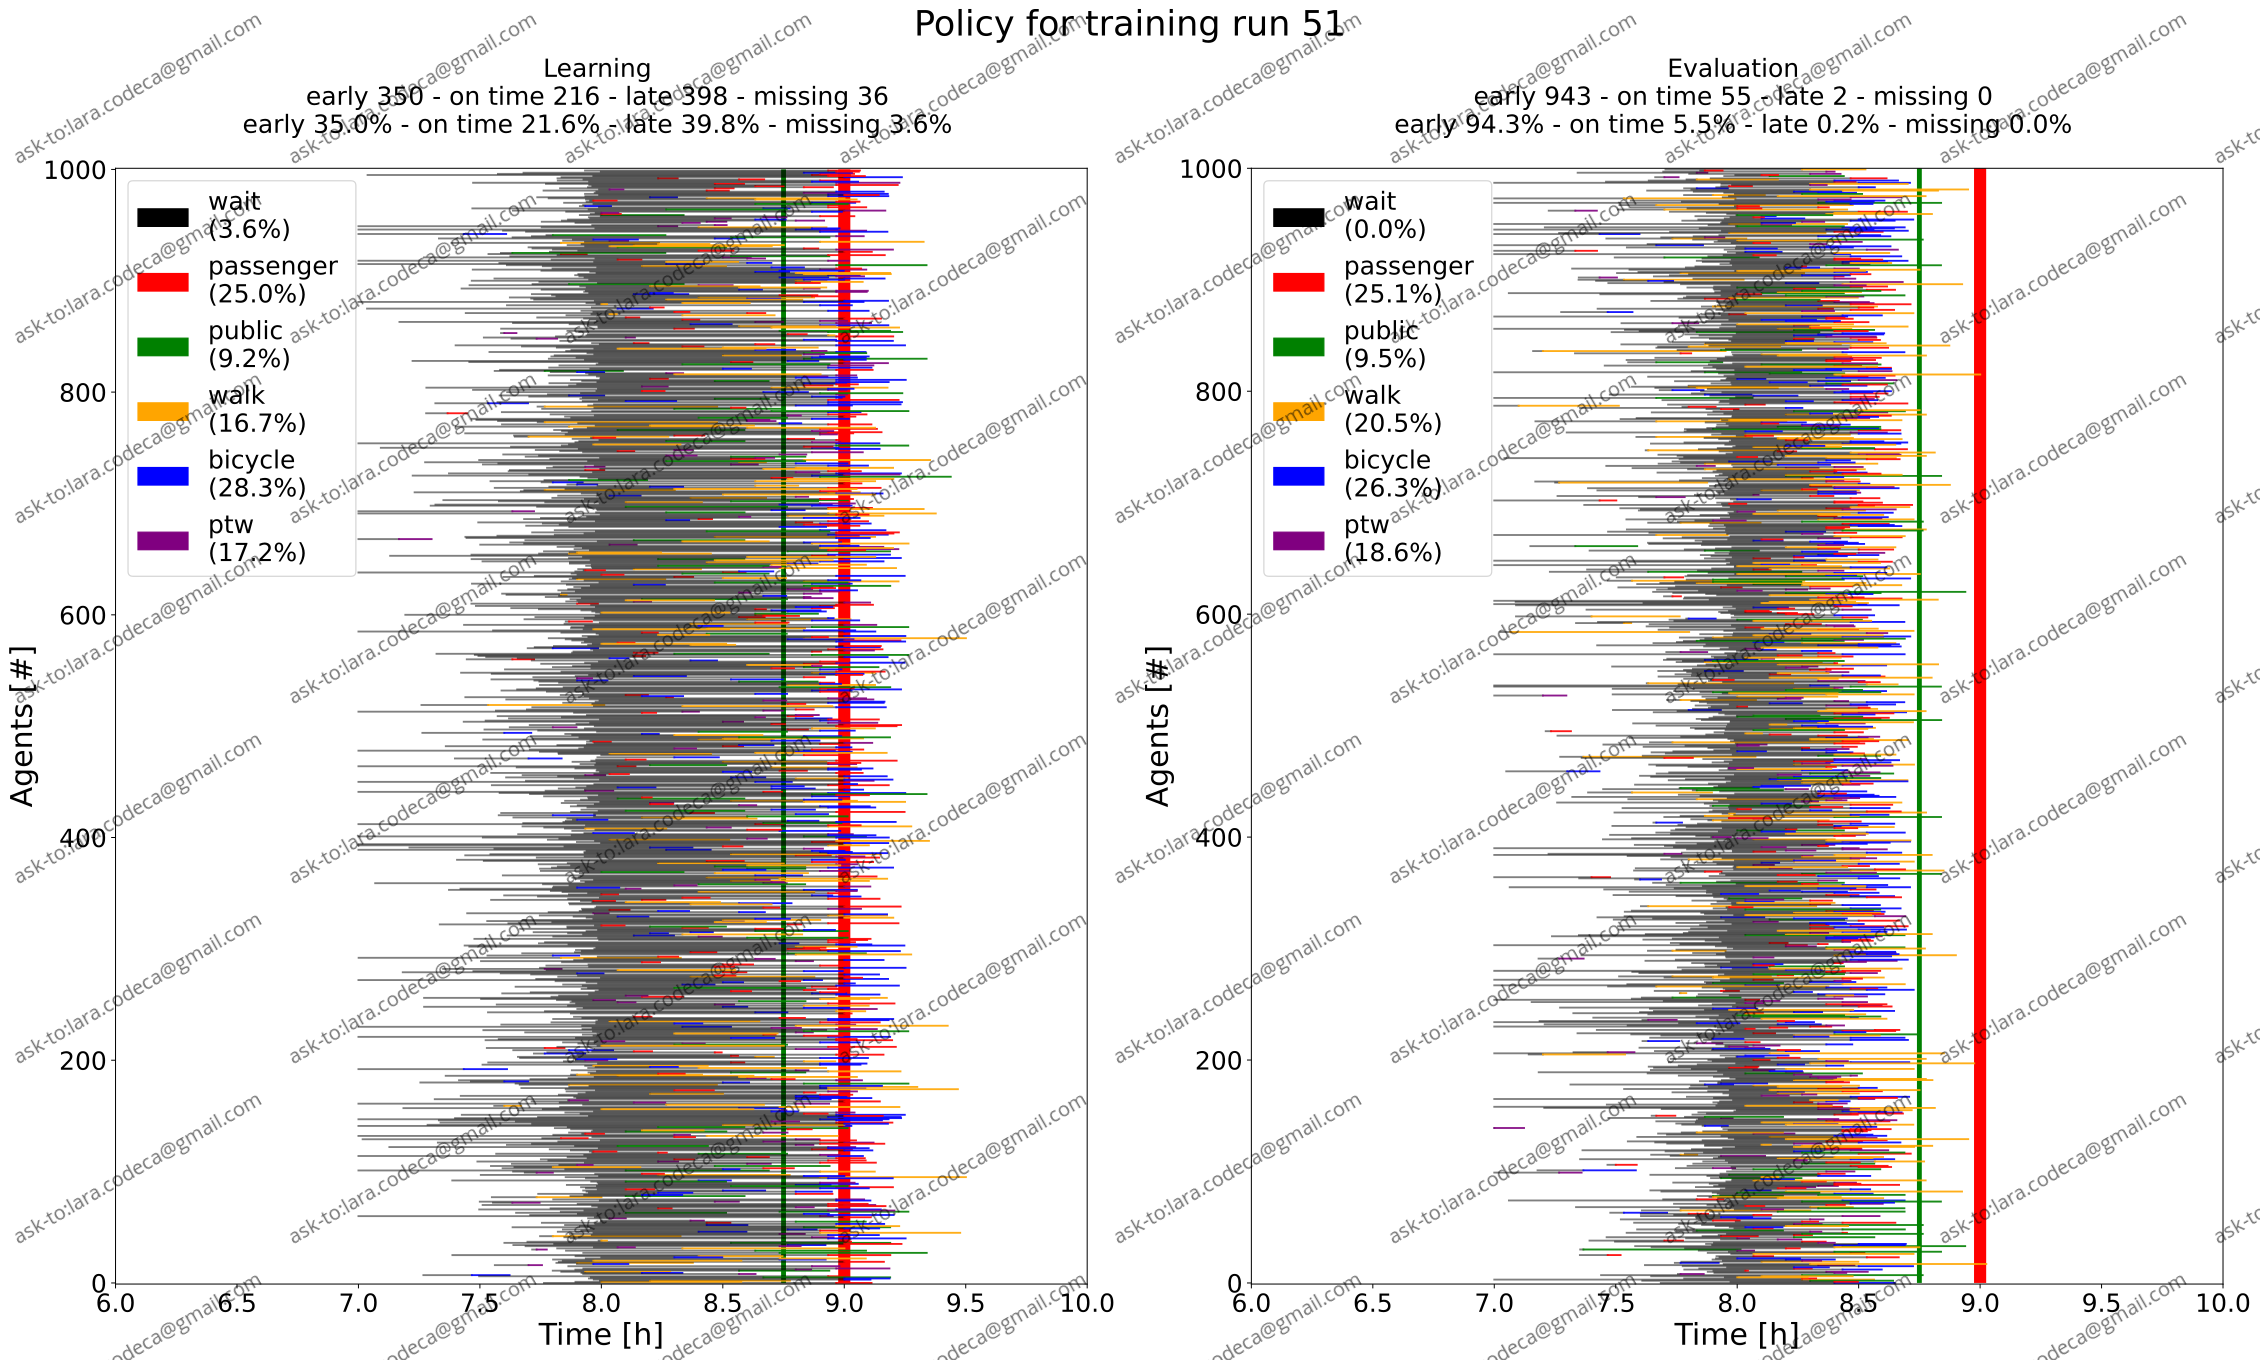 Policy for training run 51
Learning
early 350 - on time 216 - late 398 - missing 36
early 35.0% - on time 21.6% - late 39.8% - missing 3.6%
Agents [#]
1000
800
600
400
200
0
wait
(3.6%)
passenger
(25.0%)
public
(9.2%)
walk
(16.7%)
bicycle
(28.3%)
ptw
(17.2%)
6.0 6.5 7.0 7.5 8.0 8.5 9.0 9.5 10.0
Time [h]
Evaluation
early 943 - on time 55 - late 2 - missing 0
early 94.3% - on time 5.5% - late 0.2% - missing 0.0%
Agents [#]
1000
800
600
400
200
0
wait
(0.0%)
passenger
(25.1%)
public
(9.5%)
walk
(20.5%)
bicycle
(26.3%)
ptw
(18.6%)
6.0 6.5 7.0 7.5 8.0 8.5 9.0 9.5 10.0
Time [h]
ask-to:lara.codeca@gmail.com